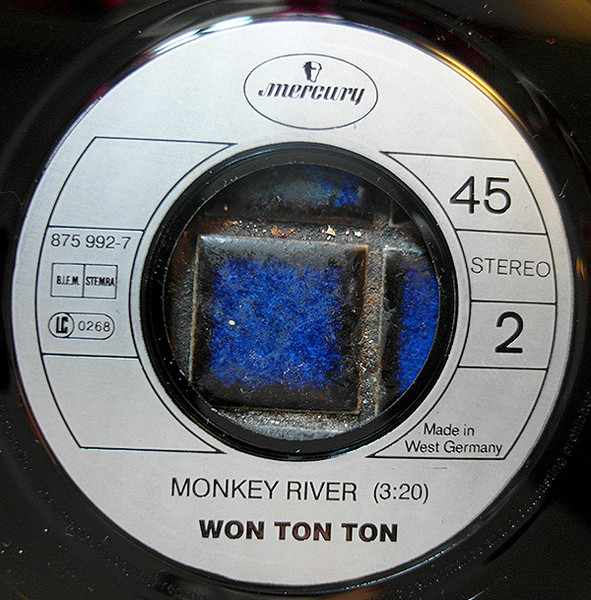 mercury
45
875 992-7
STEREO
B.I.E.M. STEMRA
LC 0268
2
Made in
West Germany
MONKEY RIVER (3:20)
WON TON TON